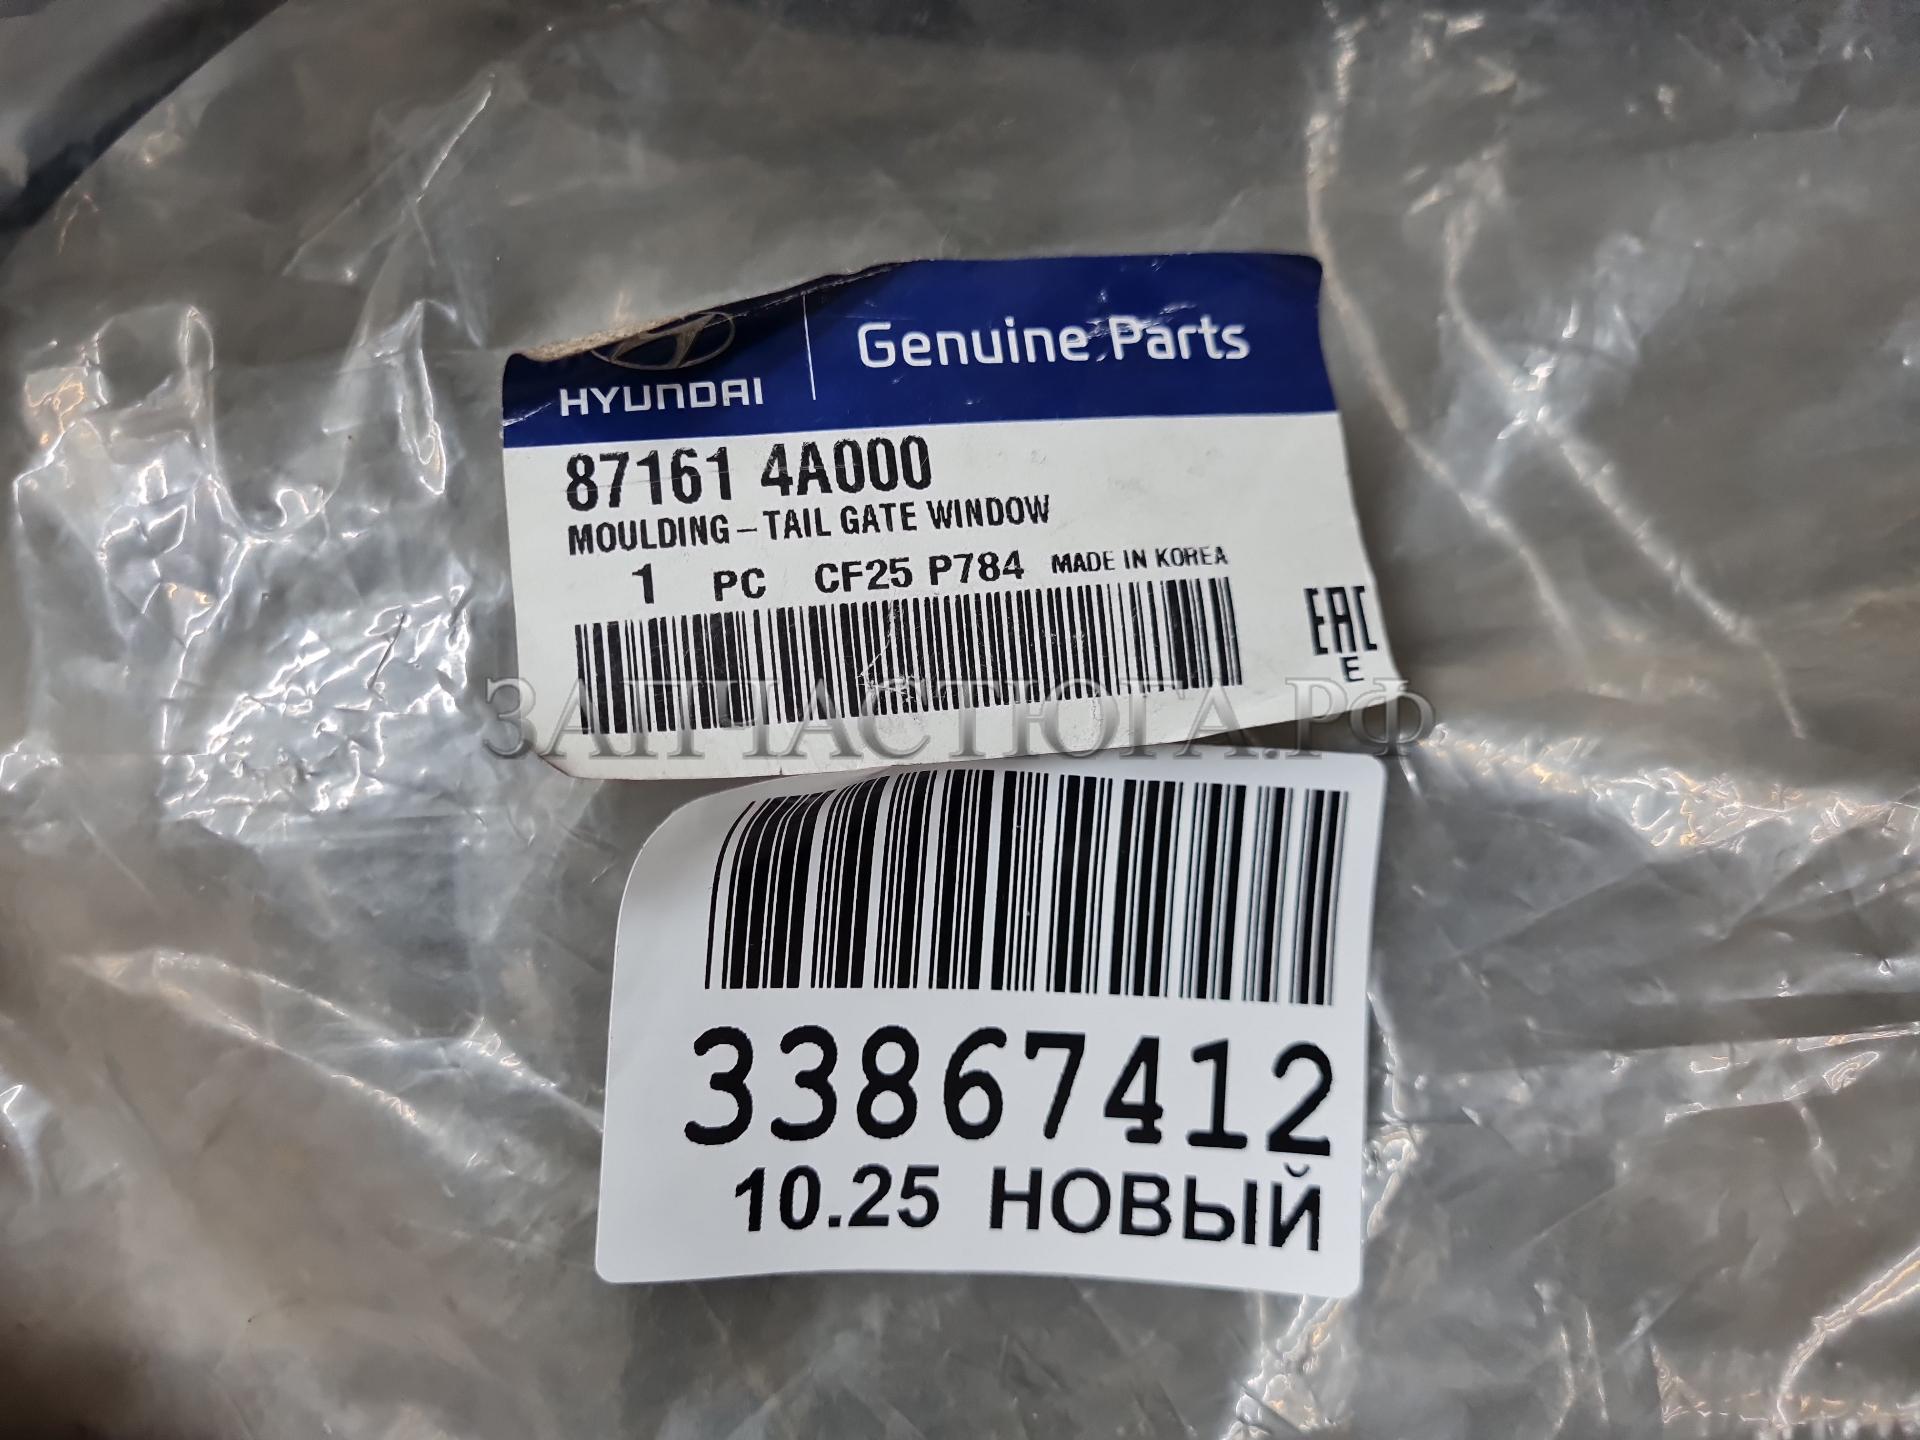 HYUNDAI Genuine Parts
87161 4A000
MOULDING-TAIL GATE WINDOW
1 PC CF25 P784 MADE IN KOREA
EAC
E
ЗАПЧАСТЮГА.РФ
33867412
10.25 НОВЫЙ